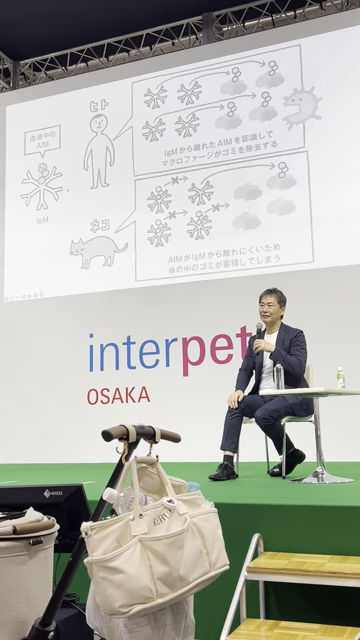 血液中の
AIM
IgM
ヒト
IgMから離れたAIMを認識して
マクロファージがゴミを除去する
ネコ
AIMがIgMから離れにくいため
体の中のゴミが蓄積してしまう
interpet
OSAKA